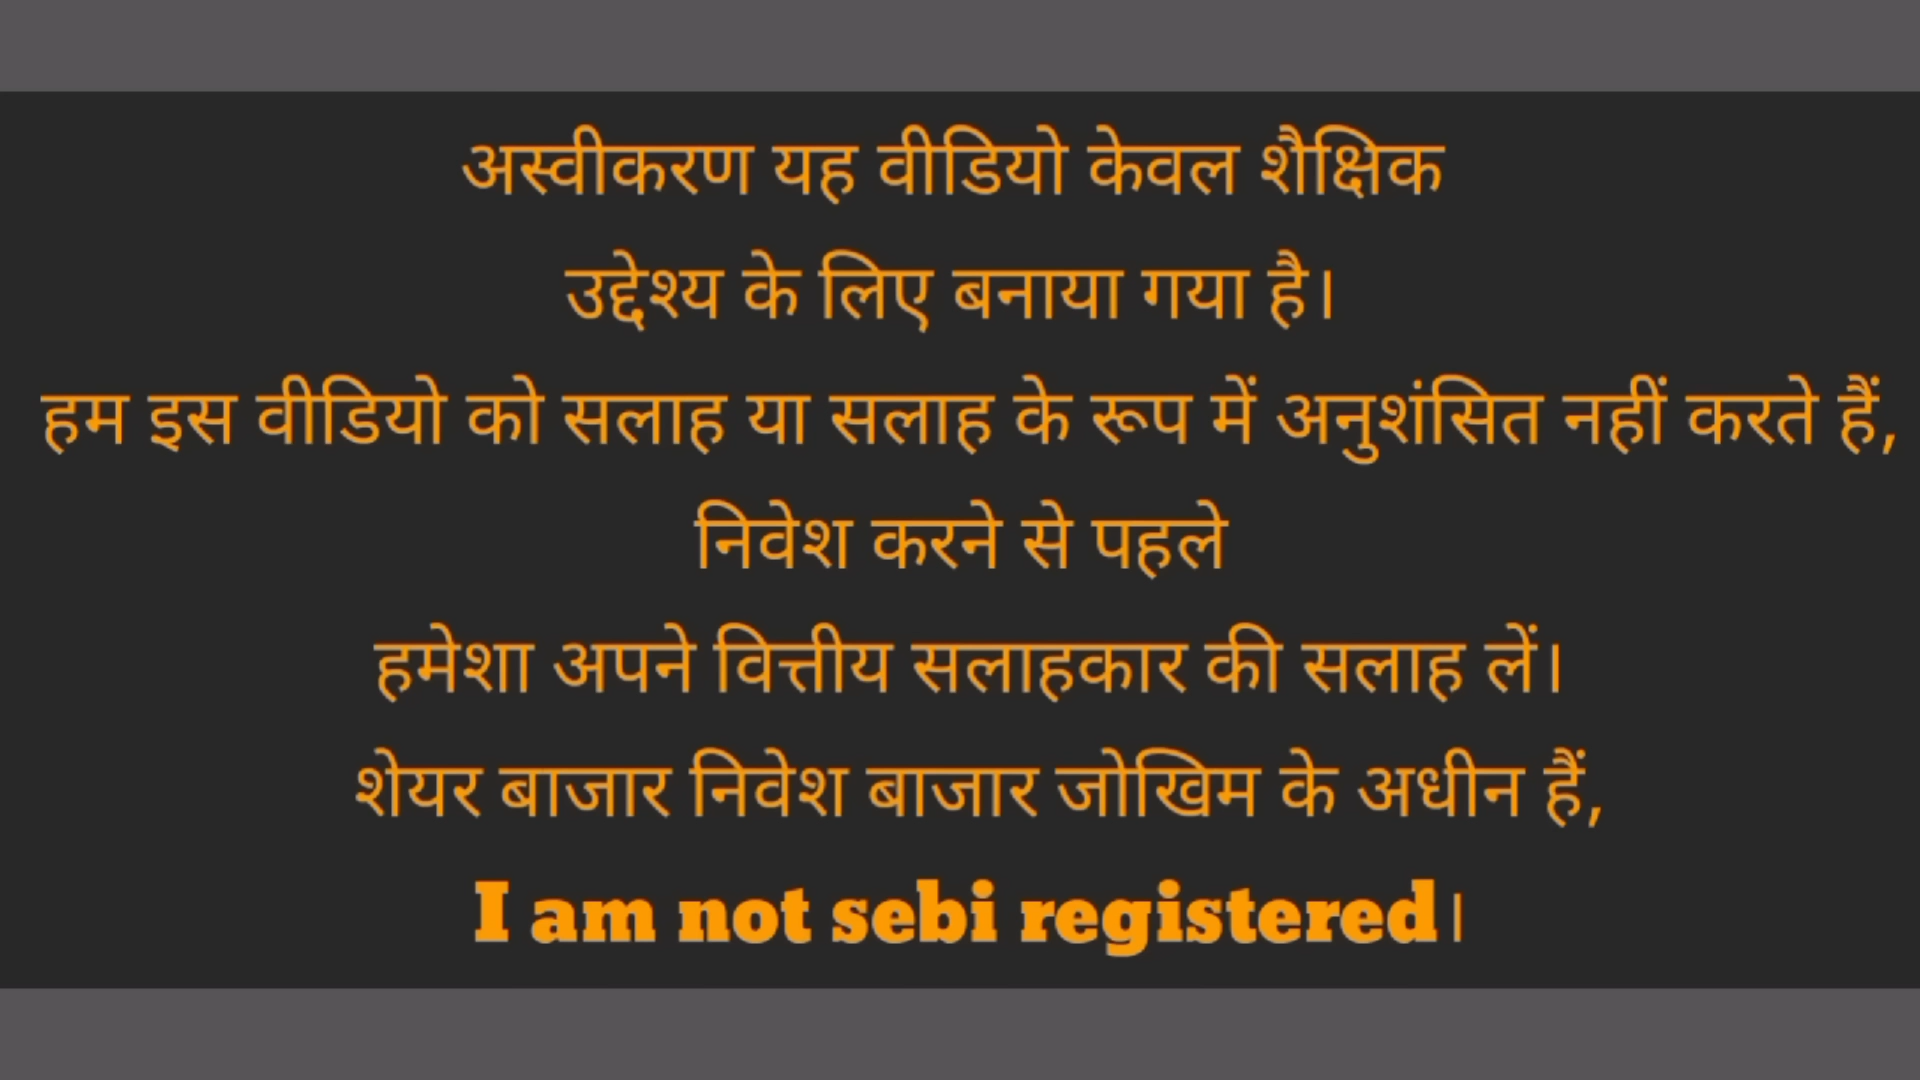 अस्वीकरण यह वीडियो केवल शैक्षिक
उद्देश्य के लिए बनाया गया है।
हम इस वीडियो को सलाह या सलाह के रूप में अनुशंसित नहीं करते हैं,
निवेश करने से पहले
हमेशा अपने वित्तीय सलाहकार की सलाह लें।
शेयर बाजार निवेश बाजार जोखिम के अधीन हैं,
I am not sebi registered।